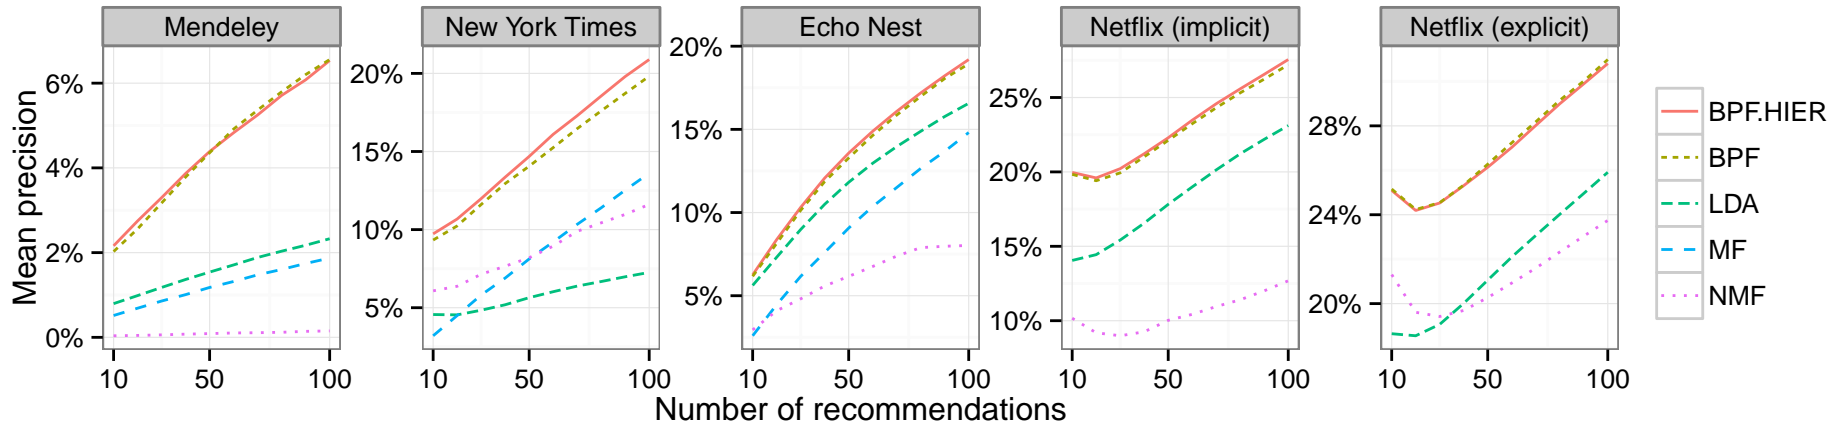 Mendeley
New York Times
Echo Nest
Netflix (implicit)
Netflix (explicit)
Mean precision
6%
4%
2%
0%
10 50 100
20%
15%
10%
5%
10 50 100
20%
15%
10%
5%
10 50 100
25%
20%
15%
10%
10 50 100
28%
24%
20%
10 50 100
Number of recommendations
BPF.HIER
BPF
LDA
MF
NMF